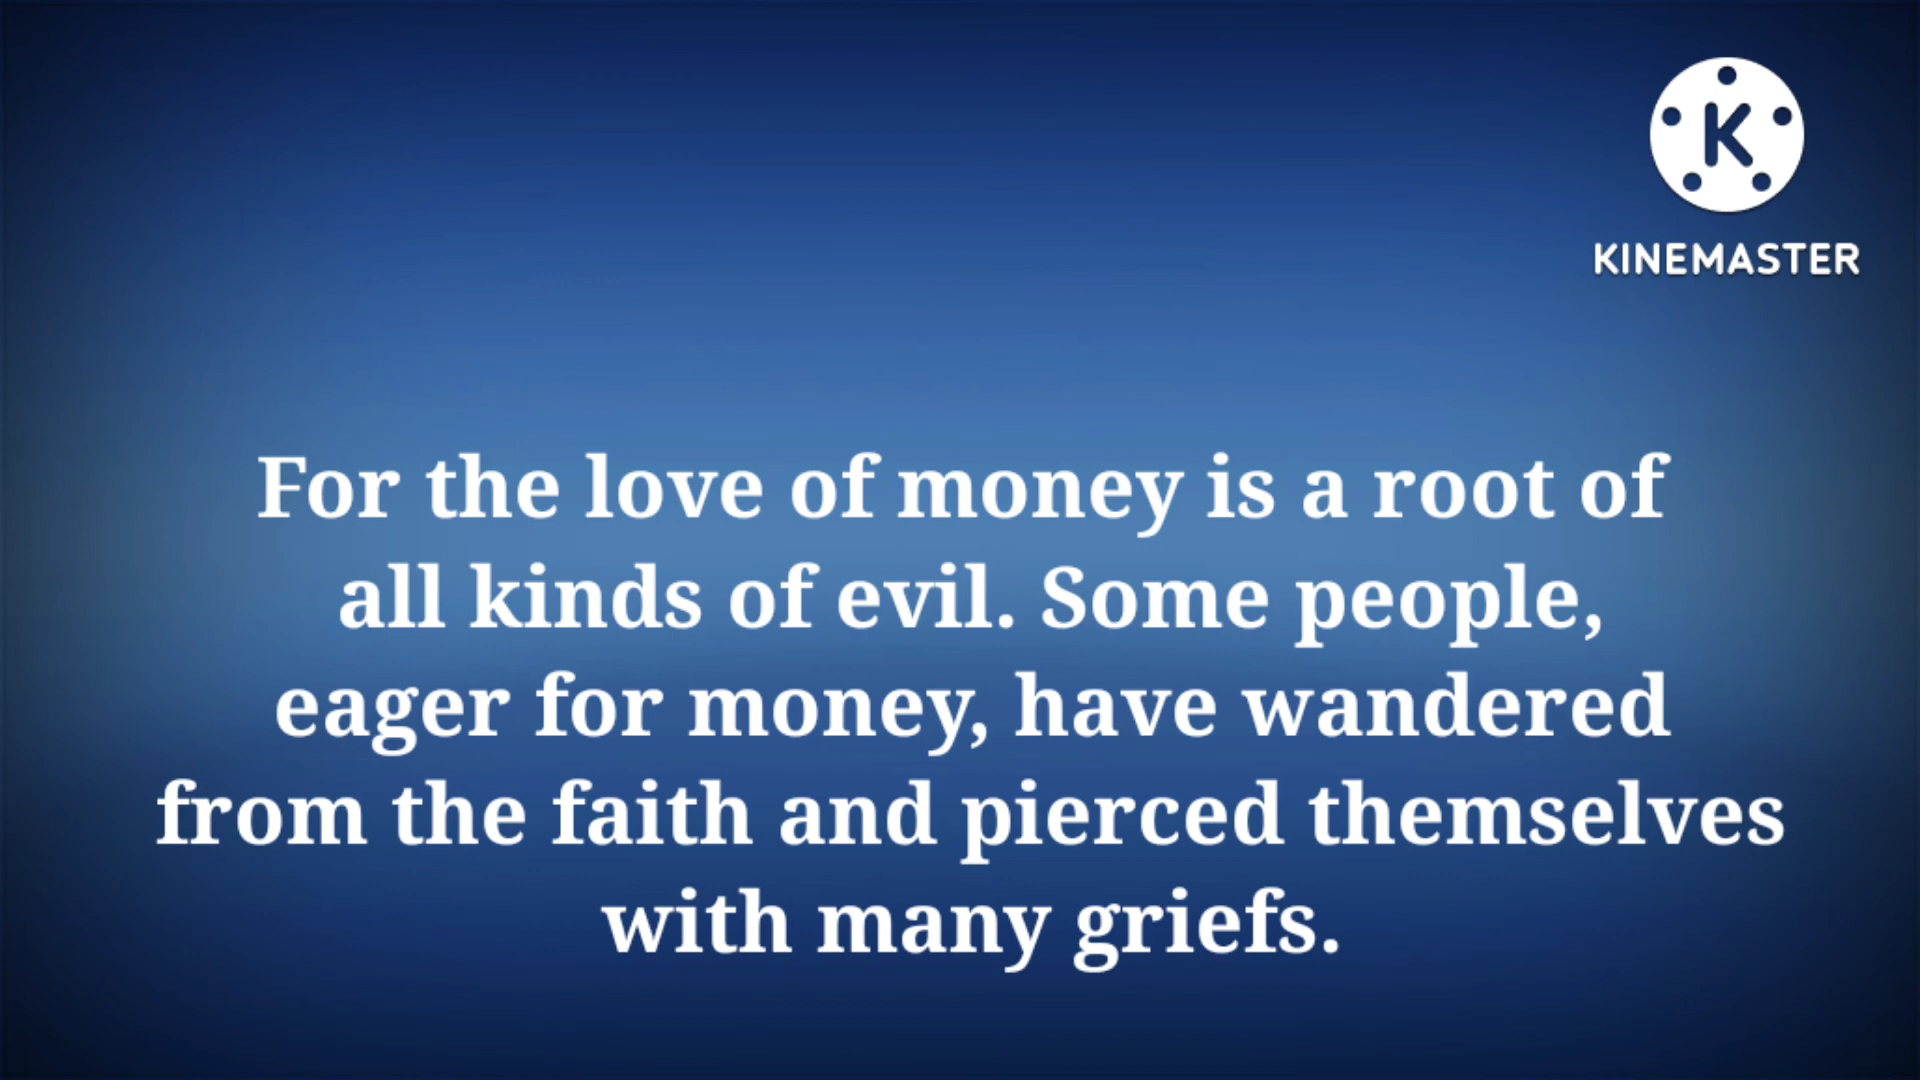 K
KINEMASTER
For the love of money is a root of
all kinds of evil. Some people,
eager for money, have wandered
from the faith and pierced themselves
with many griefs.